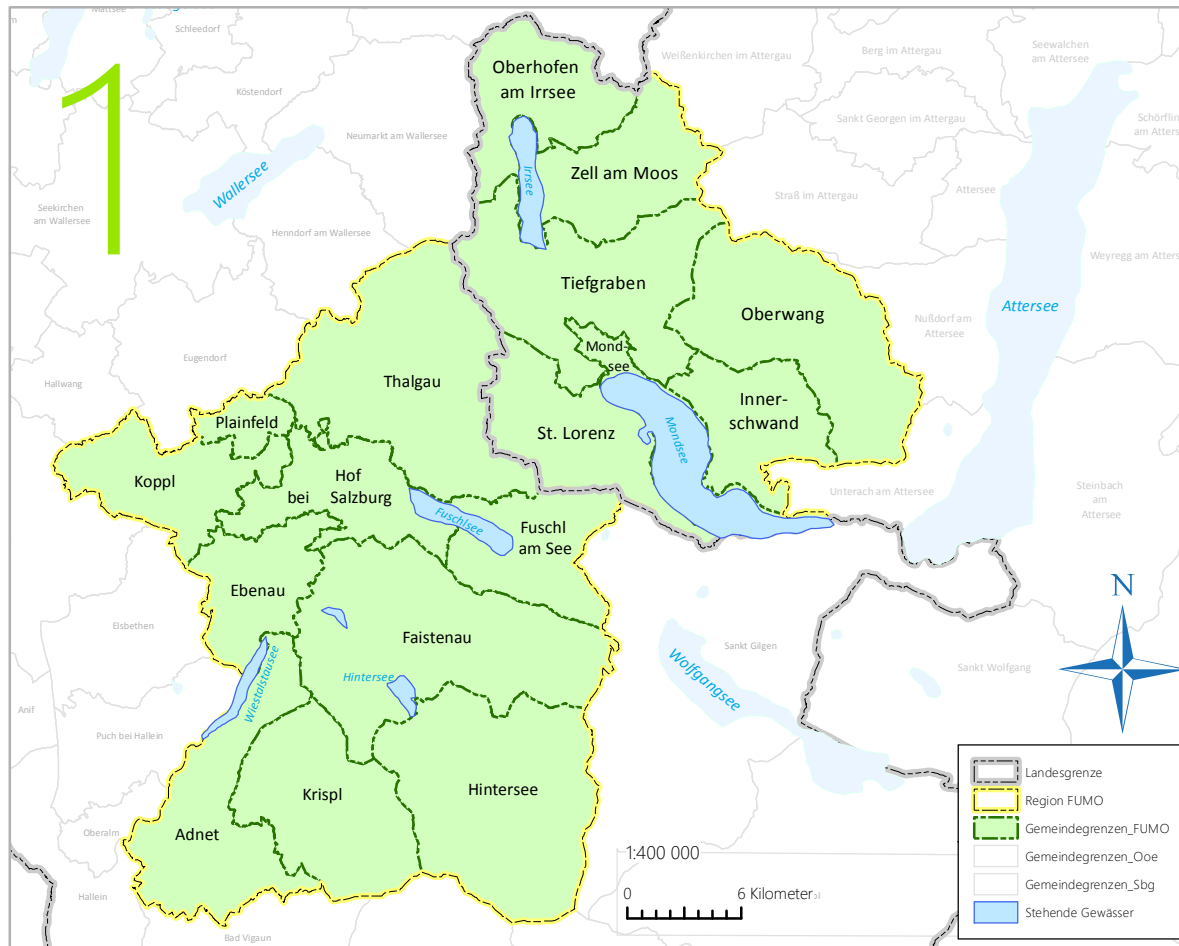 Mattsee
Schleedorf
Köstendorf
Neumarkt am Wallersee
Wallersee
Seekirchen
am Wallersee
Henndorf am Wallersee
Eugendorf
Hallwang
1
Oberhofen
am Irrsee
Irrsee
Zell am Moos
Weißenkirchen im Attergau
Berg im Attergau
Seewalchen
am Attersee
Sankt Georgen im Attergau
Schörflin
am Atters
Straß im Attergau
Attersee
Weyregg am Atters
Attersee
Nußdorf am
Attersee
Tiefgraben
Oberwang
Mond-
see
Inner-
schwand
St. Lorenz
Mondsee
Thalgau
Plainfeld
Koppl
Hof
bei Salzburg
Fuschlsee
Fuschl
am See
Unterach am Attersee
Steinbach
am
Attersee
Ebenau
Elsbethen
Faistenau
Hintersee
Wiestalstausee
Sankt Gilgen
Wolfgangsee
Sankt Wolfgang
N
Anif
Puch bei Hallein
Krispl
Hintersee
Adnet
Oberalm
Hallein
Bad Vigaun
1:400 000
0 6 Kilometer
Landesgrenze
Region FUMO
Gemeindegrenzen_FUMO
Gemeindegrenzen_Ooe
Gemeindegrenzen_Sbg
Stehende Gewässer